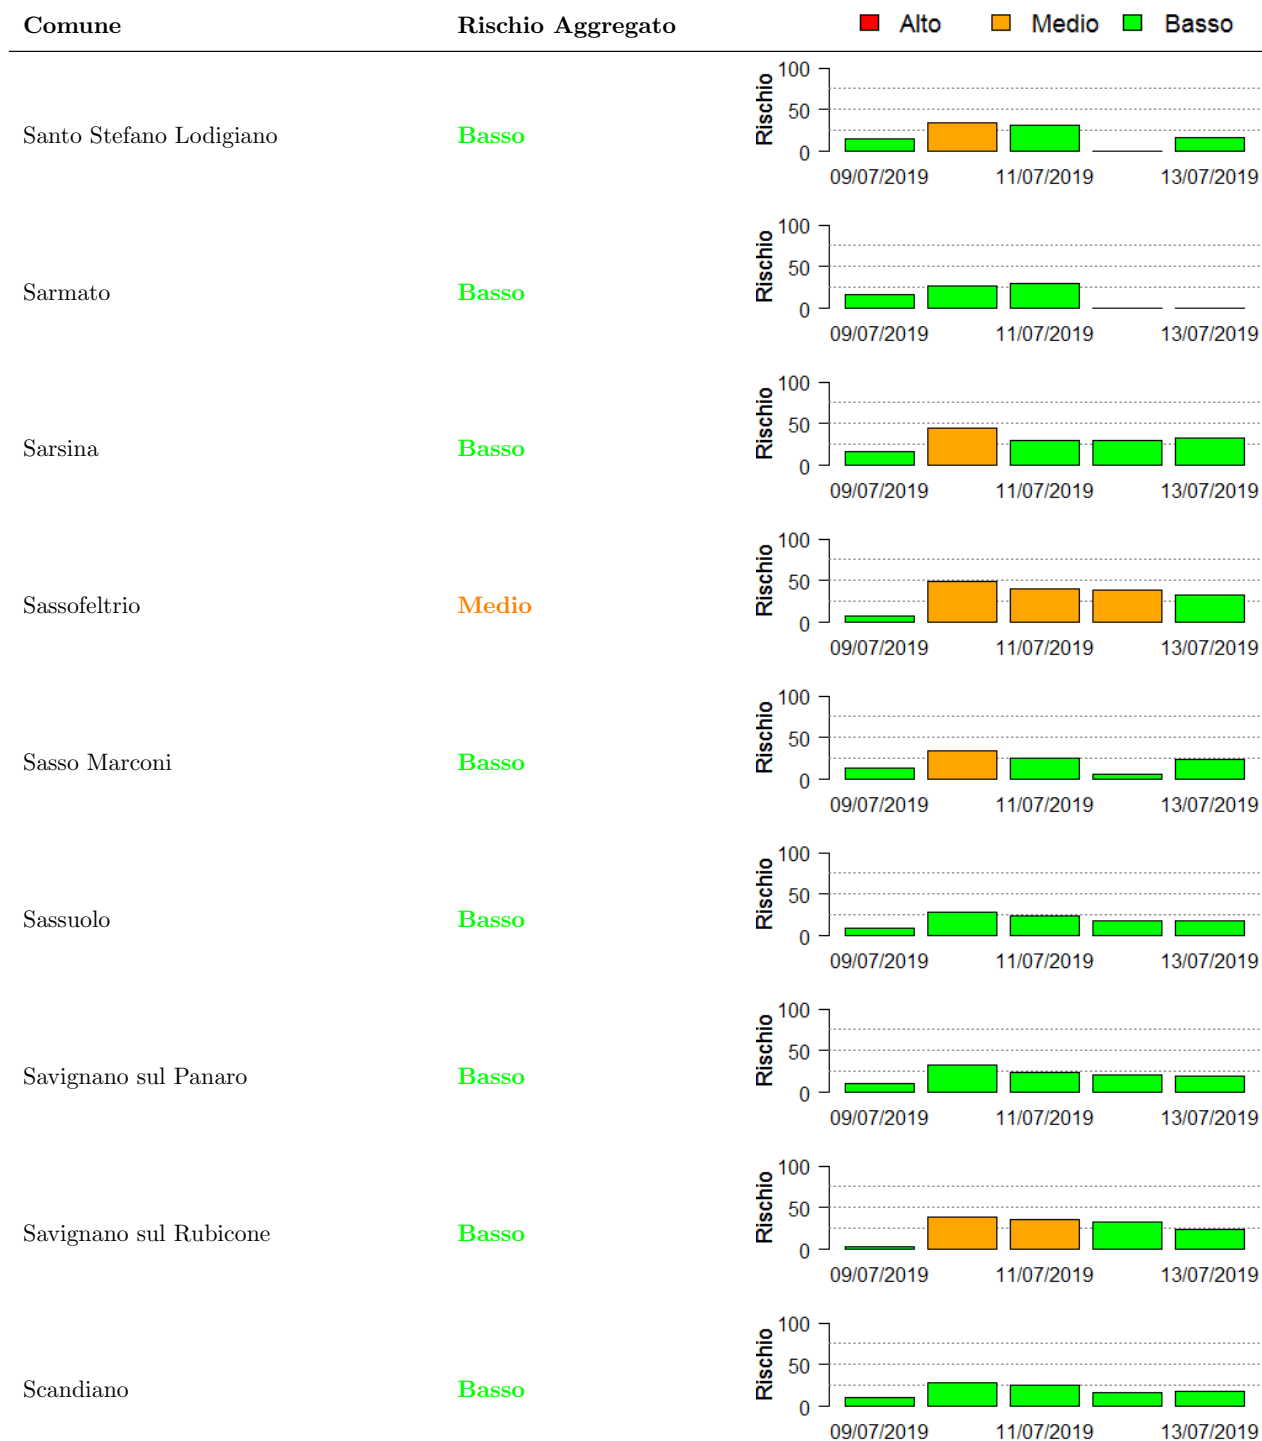 Comune Rischio Aggregato Alto Medio Basso
100
50
0
Rischio
Santo Stefano Lodigiano Basso
09/07/2019 11/07/2019 13/07/2019
100
50
0
Rischio
Sarmato Basso
09/07/2019 11/07/2019 13/07/2019
100
50
0
Rischio
Sarsina Basso
09/07/2019 11/07/2019 13/07/2019
100
50
0
Rischio
Sassofeltrio Medio
09/07/2019 11/07/2019 13/07/2019
100
50
0
Rischio
Sasso Marconi Basso
09/07/2019 11/07/2019 13/07/2019
100
50
0
Rischio
Sassuolo Basso
09/07/2019 11/07/2019 13/07/2019
100
50
0
Rischio
Savignano sul Panaro Basso
09/07/2019 11/07/2019 13/07/2019
100
50
0
Rischio
Savignano sul Rubicone Basso
09/07/2019 11/07/2019 13/07/2019
100
50
0
Rischio
Scandiano Basso
09/07/2019 11/07/2019 13/07/2019